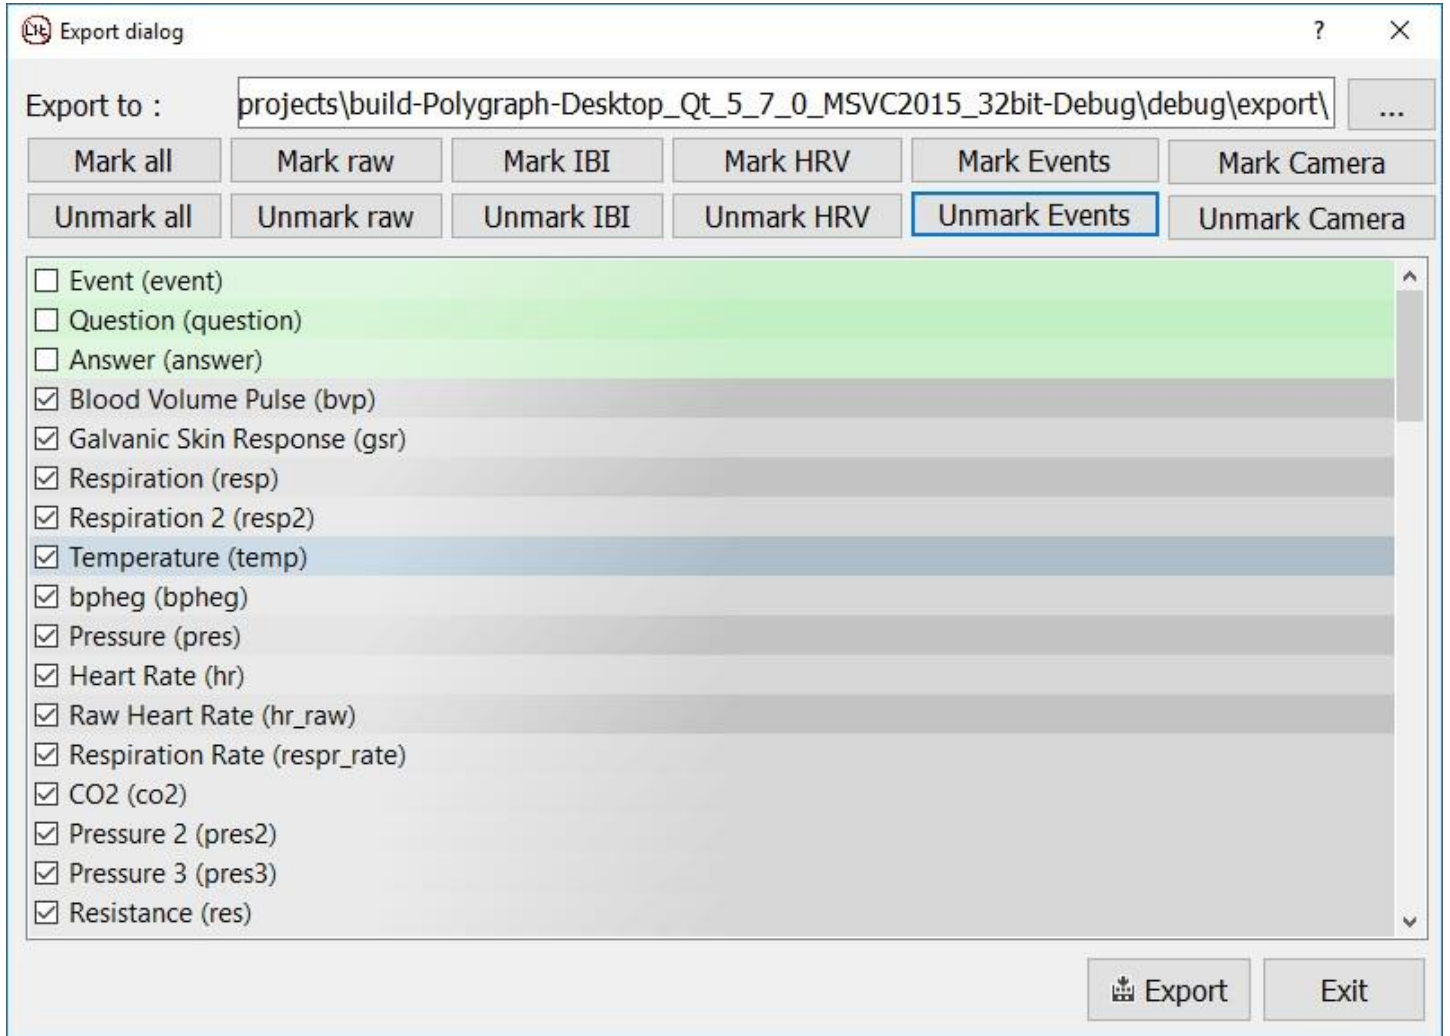 Export dialog ?
Export to : projects\build-Polygraph-Desktop_Qt_5_7_0_MSVC2015_32bit-Debug\debug\export\ ...
Mark all Mark raw Mark IBI Mark HRV Mark Events Mark Camera
Unmark all Unmark raw Unmark IBI Unmark HRV Unmark Events Unmark Camera
Event (event)
Question (question)
Answer (answer)
Blood Volume Pulse (bvp)
Galvanic Skin Response (gsr)
Respiration (resp)
Respiration 2 (resp2)
Temperature (temp)
bpheg (bpheg)
Pressure (pres)
Heart Rate (hr)
Raw Heart Rate (hr_raw)
Respiration Rate (respr_rate)
CO2 (co2)
Pressure 2 (pres2)
Pressure 3 (pres3)
Resistance (res)
Export Exit